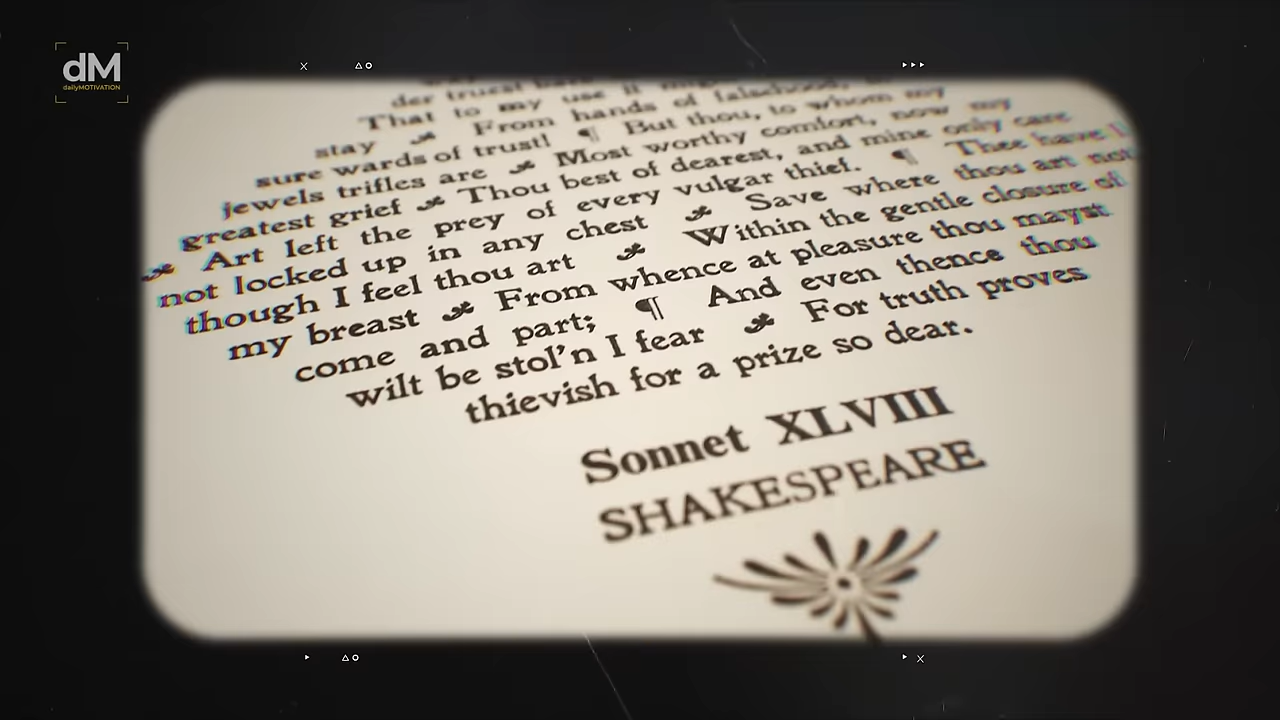 dM
dailyMOTIVATION
der truest
That to my use it
stay From hands of falsehood,
sure wards of trust! ¶ But thou, to whom my
jewels trifles are Most worthy comfort, now my
greatest grief Thou best of dearest, and mine only care
Art left the prey of every vulgar thief. ¶ Thee have I
not locked up in any chest Save where thou art not
though I feel thou art Within the gentle closure of
my breast From whence at pleasure thou mayst
come and part; ¶ And even thence thou
wilt be stol'n I fear For truth proves
thievish for a prize so dear.
Sonnet XLVIII
SHAKESPEARE